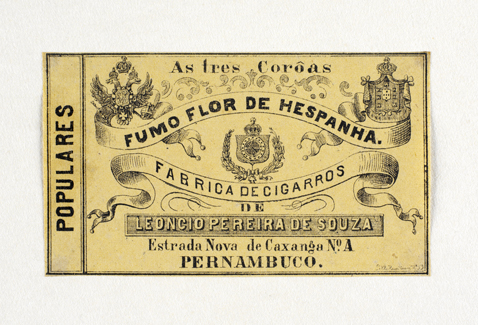 POPULARES
As tres Corôas
FUMO FLOR DE HESPANHA.
FABRICA DE CIGARROS
DE
LEONCIO PEREIRA DE SOUZA
Estrada Nova de Caxangá Nº A
PERNAMBUCO.